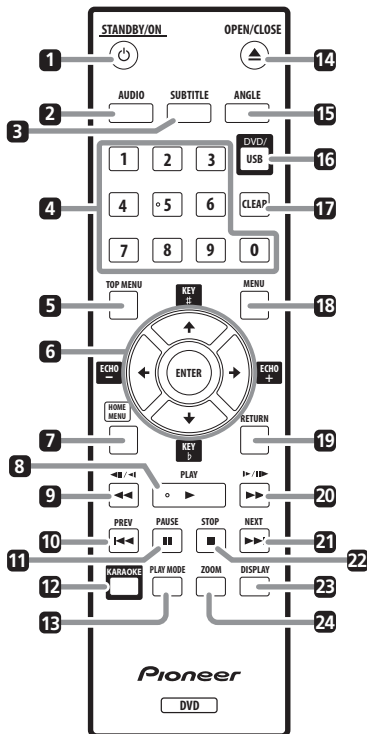 STANDBY/ON OPEN/CLOSE
1 14
AUDIO SUBTITLE ANGLE
2 15
3
DVD/
USB 16
4
1 2 3
CLEAR 17
4 5 6
7 8 9 0
TOP MENU KEY ♯ MENU
5 18
6
ECHO − ENTER ECHO +
HOME MENU KEY ♭ RETURN
7 19
8 PLAY
9 20
PREV PAUSE STOP NEXT
10 21
11 22
KARAOKE PLAY MODE ZOOM DISPLAY
12 23
13 24
Pioneer
DVD